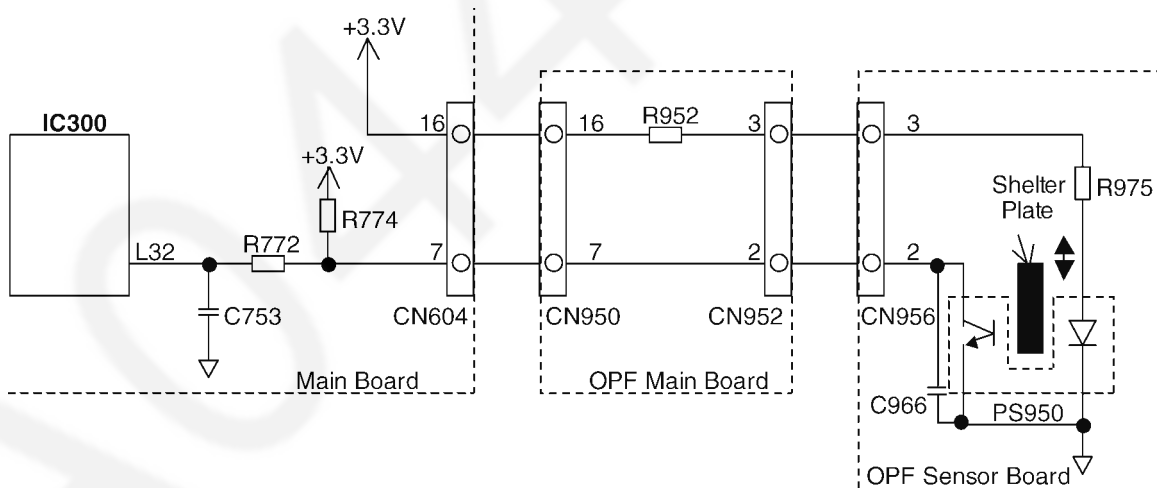 +3.3V
IC300
16
16
R952
3
3
+3.3V
Shelter
Plate
R975
R774
L32
R772
7
7
2
2
C753
CN604
CN950
CN952
CN956
Main Board
OPF Main Board
C966
PS950
OPF Sensor Board